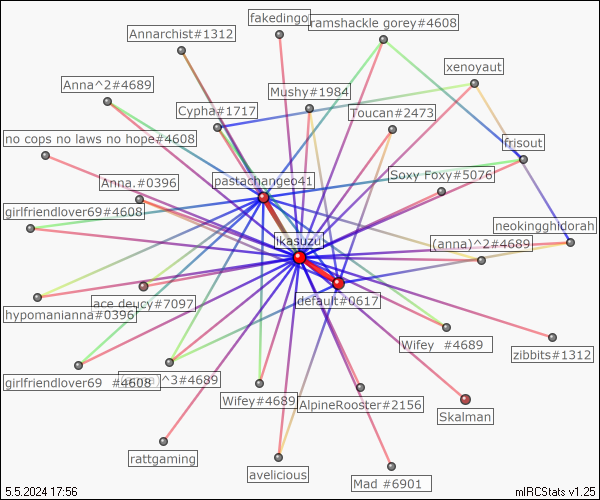 fakedingo
ramshackle gorey#4608
Annarchist#1312
xenoyaut
Anna^2#4689
Mushy#1984
Cypha#1717
Toucan#2473
no cops no laws no hope#4608
frisout
pastachangeo41
Soxy Foxy#5076
Anna.#0396
girlfriendlover69#4608
neokingghidorah
ikasuzu
(anna)^2#4689
default#0617
ace deucy#7097
hypomanianna#0396
Wifey #4689
zibbits#1312
girlfriendlover69 #4608
)^3#4689
Wifey#4689
AlpineRooster#2156
Skalman
rattgaming
avelicious
Mad #6901
5.5.2024 17:56
mIRCStats v1.25